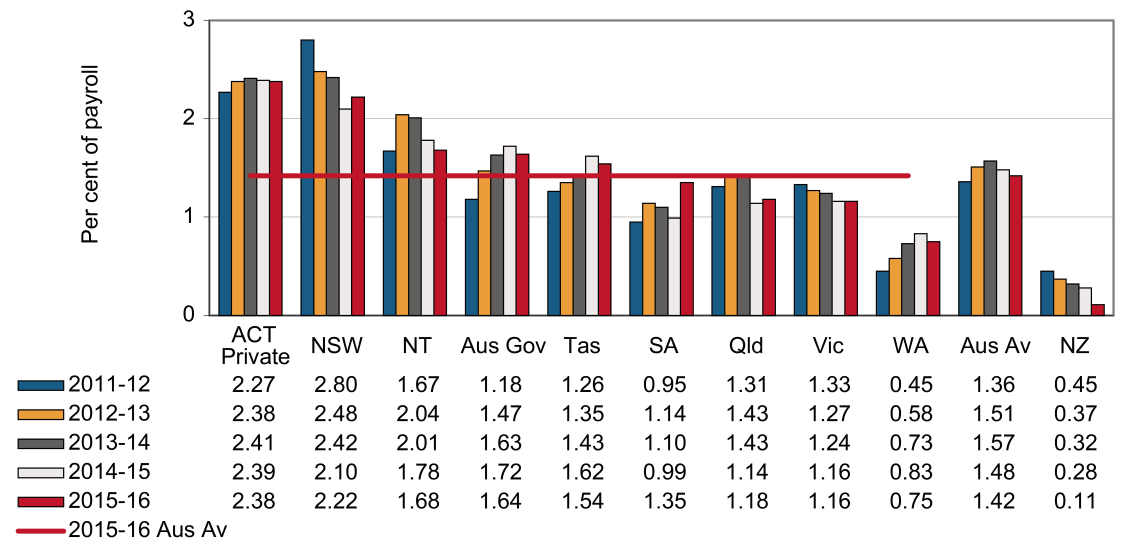 Per cent of payroll
3
2
1
0
ACT Private NSW NT Aus Gov Tas SA Qld Vic WA Aus Av NZ
2011-12 2.27 2.80 1.67 1.18 1.26 0.95 1.31 1.33 0.45 1.36 0.45
2012-13 2.38 2.48 2.04 1.47 1.35 1.14 1.43 1.27 0.58 1.51 0.37
2013-14 2.41 2.42 2.01 1.63 1.43 1.10 1.43 1.24 0.73 1.57 0.32
2014-15 2.39 2.10 1.78 1.72 1.62 0.99 1.14 1.16 0.83 1.48 0.28
2015-16 2.38 2.22 1.68 1.64 1.54 1.35 1.18 1.16 0.75 1.42 0.11
2015-16 Aus Av